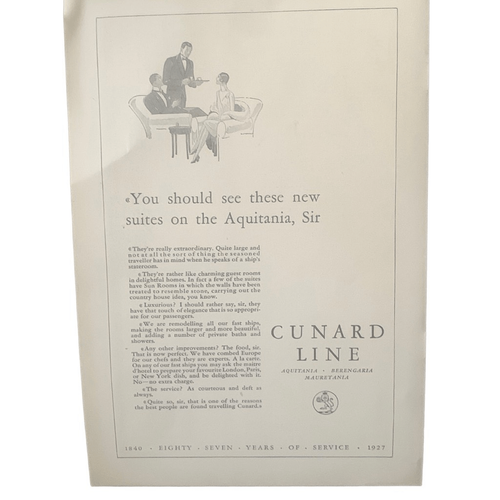 «You should see these new
suites on the Aquitania, Sir
«They're really extraordinary. Quite large and
not at all the sort of thing the seasoned
traveller has in mind when he speaks of a ship's
stateroom.
«They're rather like charming guest rooms
in delightful homes. In fact a few of the suites
have Sun Rooms in which the walls have been
treated to resemble stone, carrying out the
country house idea, you know.
«Luxurious? I should rather say, sir, they
have that touch of elegance that is so appropri-
ate for our passengers.
«We are remodelling all our fast ships,
making the rooms larger and more beautiful,
and adding a number of private baths and
showers.
«Any other improvements? The food, sir.
That is now perfect. We have combed Europe
for our chefs and they are experts. A la carte.
On any of our fast ships you may ask the maitre
d'hotel to prepare your favourite London, Paris,
or New York dish, and be delighted with it.
No—no extra charge.
«The service? As courteous and deft as
always.
«Quite so, sir, that is one of the reasons
the best people are found travelling Cunard.»
CUNARD
LINE
AQUITANIA · BERENGARIA
MAURETANIA
1840 · EIGHTY · SEVEN · YEARS · OF · SERVICE · 1927